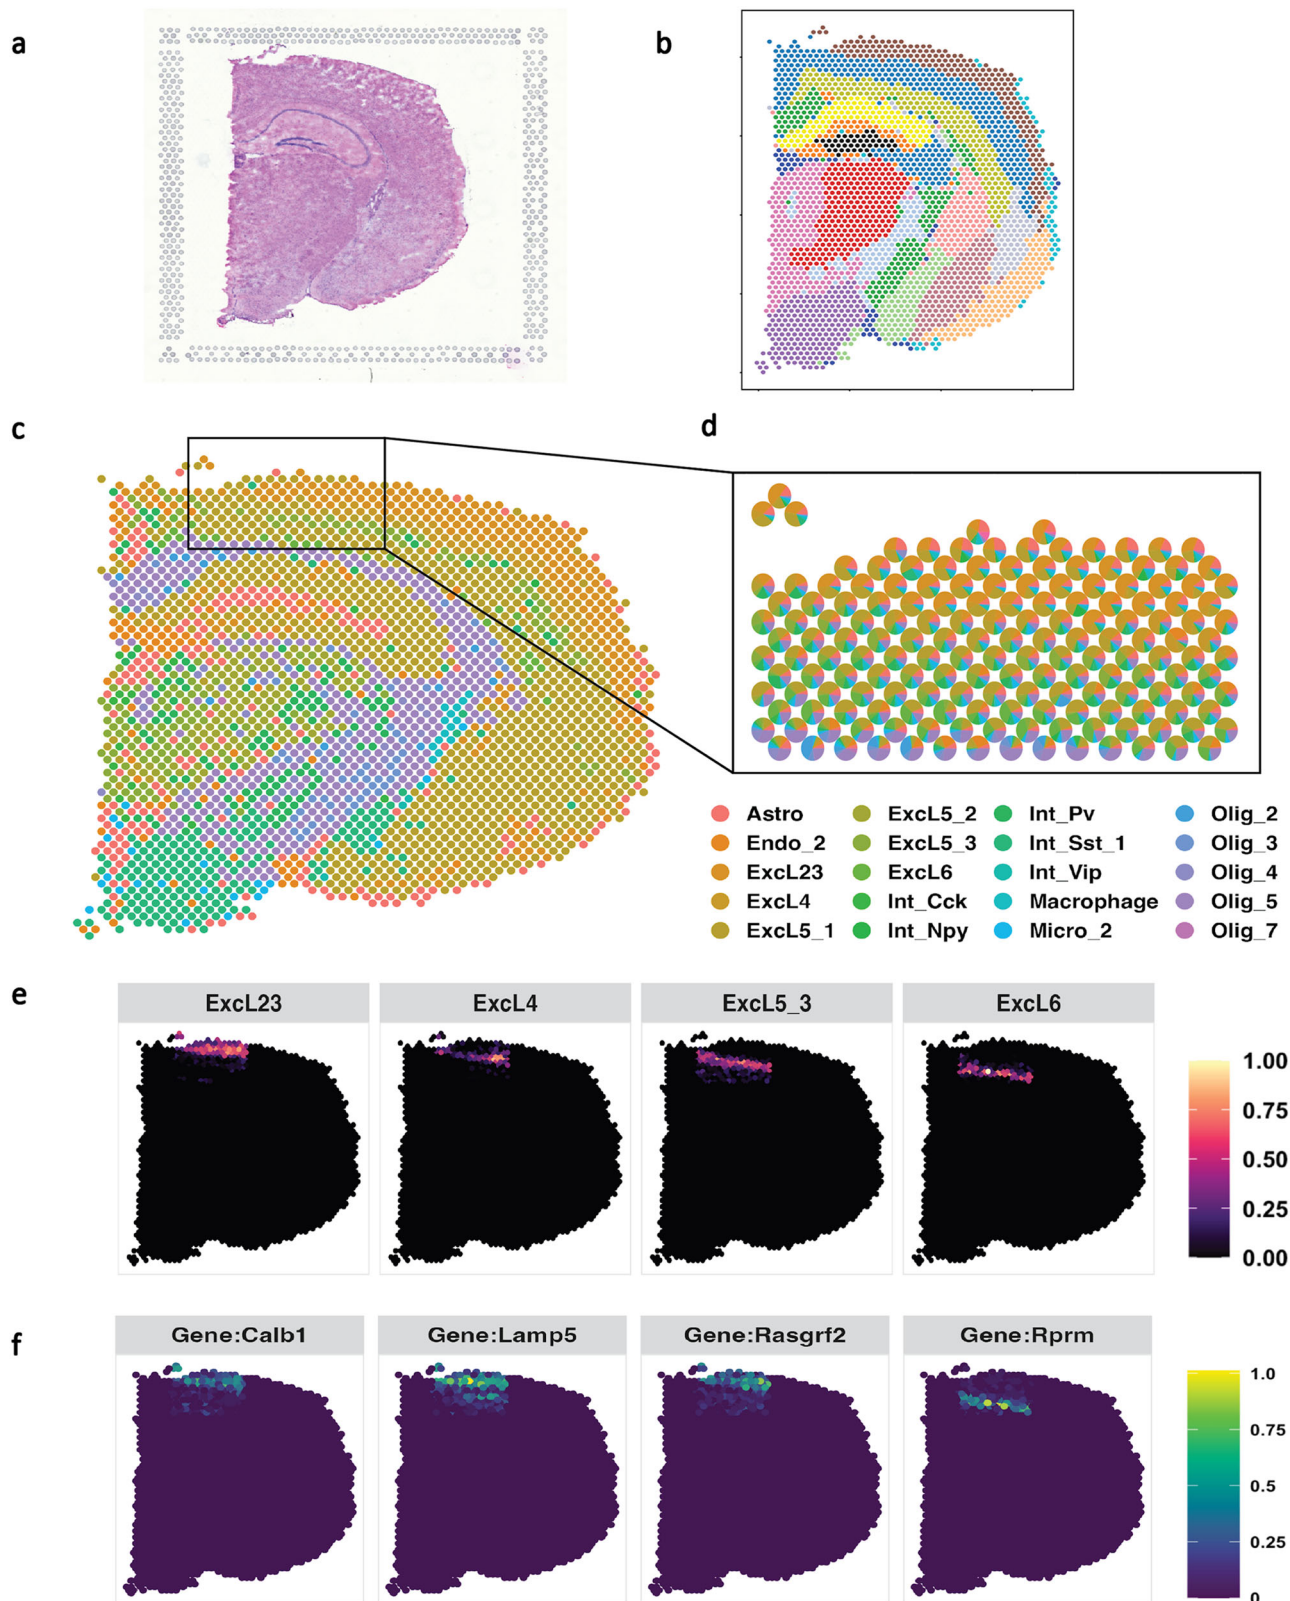 a
b
c
d
Astro ExcL5_2 Int_Pv Olig_2
Endo_2 ExcL5_3 Int_Sst_1 Olig_3
ExcL23 ExcL6 Int_Vip Olig_4
ExcL4 Int_Cck Macrophage Olig_5
ExcL5_1 Int_Npy Micro_2 Olig_7
e
ExcL23 ExcL4 ExcL5_3 ExcL6
1.00
0.75
0.50
0.25
0.00
f
Gene:Calb1 Gene:Lamp5 Gene:Rasgrf2 Gene:Rprm
1.0
0.75
0.5
0.25
0